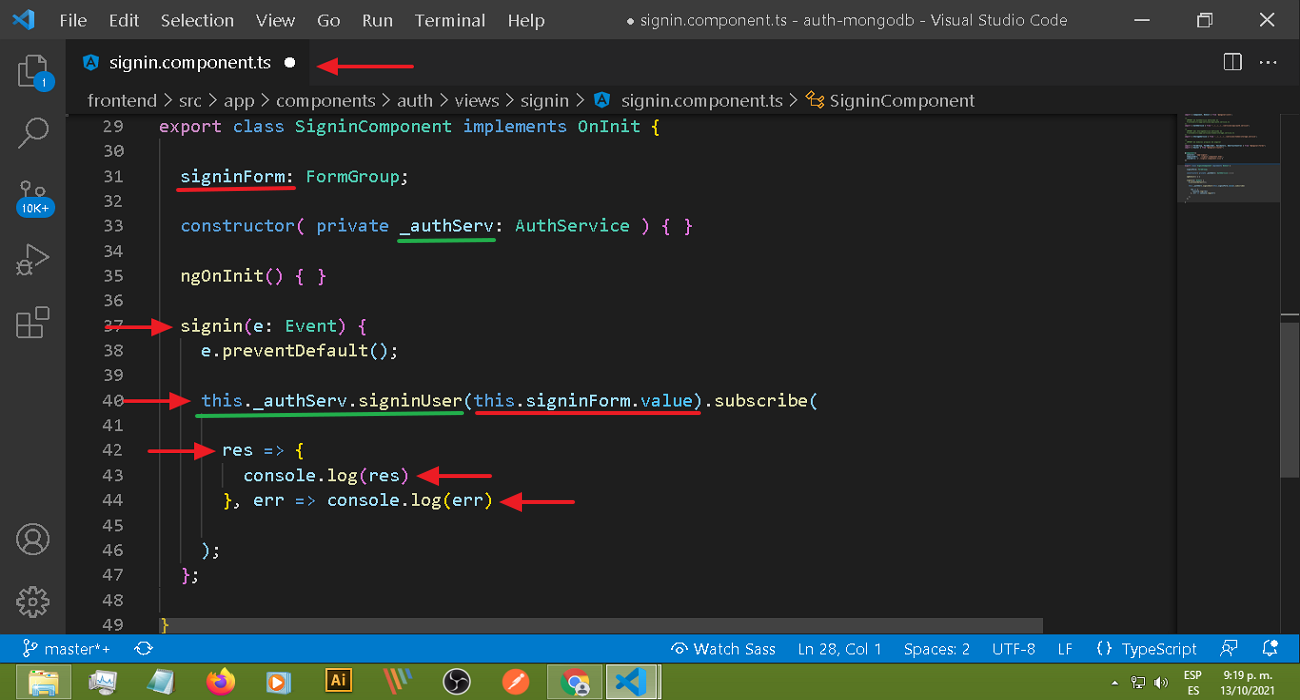 File Edit Selection View Go Run Terminal Help ● signin.component.ts - auth-mongodb - Visual Studio Code
signin.component.ts ●
1
frontend > src > app > components > auth > views > signin > signin.component.ts > SigninComponent
29 export class SigninComponent implements OnInit {
30
31 signinForm: FormGroup;
32
33 constructor( private _authServ: AuthService ) { }
34
35 ngOnInit() { }
36
10K+
37 signin(e: Event) {
38 e.preventDefault();
39
40 this._authServ.signinUser(this.signinForm.value).subscribe(
41
42 res => {
43 console.log(res)
44 }, err => console.log(err)
45
46 );
47 };
48
49 }
master*+ Watch Sass Ln 28, Col 1 Spaces: 2 UTF-8 LF {} TypeScript
Ai
ESP
ES
9:19 p. m.
13/10/2021